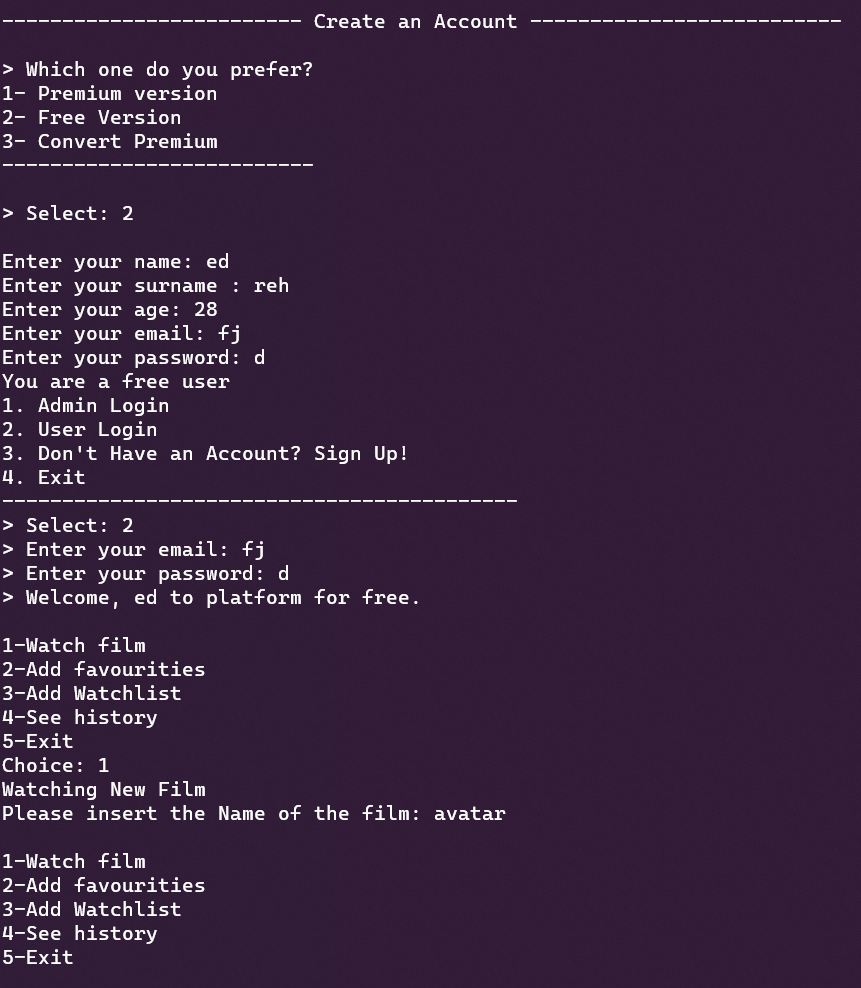 ------------------------- Create an Account --------------------------
> Which one do you prefer?
1- Premium version
2- Free Version
3- Convert Premium
--------------------------
> Select: 2
Enter your name: ed
Enter your surname : reh
Enter your age: 28
Enter your email: fj
Enter your password: d
You are a free user
1. Admin Login
2. User Login
3. Don't Have an Account? Sign Up!
4. Exit
-------------------------------------------
> Select: 2
> Enter your email: fj
> Enter your password: d
> Welcome, ed to platform for free.
1-Watch film
2-Add favourities
3-Add Watchlist
4-See history
5-Exit
Choice: 1
Watching New Film
Please insert the Name of the film: avatar
1-Watch film
2-Add favourities
3-Add Watchlist
4-See history
5-Exit